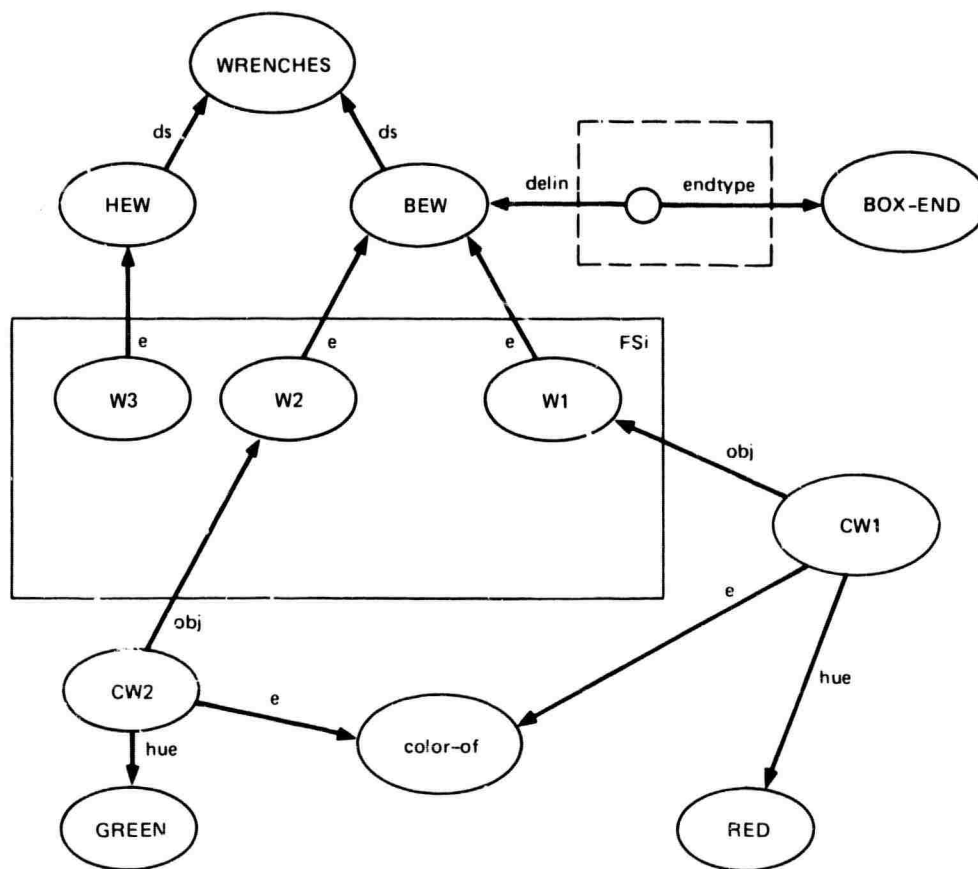 WRENCHES
ds
ds
HEW
BEW
delin
endtype
BOX-END
e
e
e
FSi
W3
W2
W1
obj
CW1
e
obj
CW2
e
hue
hue
color-of
GREEN
RED